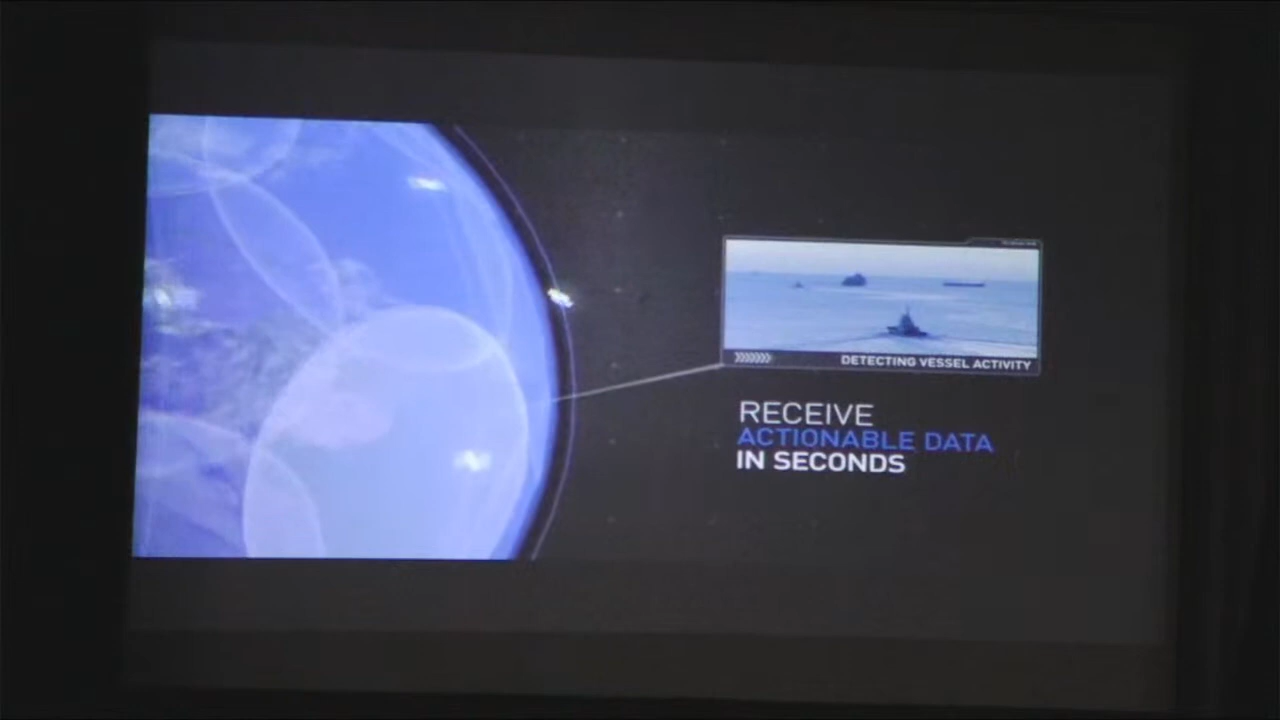 DETECTING VESSEL ACTIVITY
RECEIVE
ACTIONABLE DATA
IN SECONDS